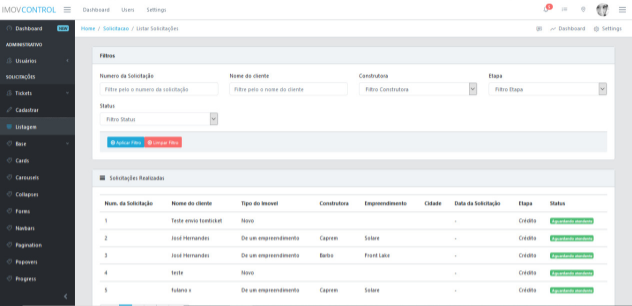 IMOVCONTROL
Dashboard Users Settings
Dashboard NEW
Home / Solicitacao / Listar Solicitações
Dashboard Settings
ADMINISTRATIVO
Usuários
SOLICITAÇÕES
Tickets
Cadastrar
Listagem
Base
Cards
Carousels
Collapses
Forms
Navbars
Pagination
Popovers
Progress
Filtros
Numero da Solicitação Nome do cliente Construtora Etapa
Filtre pelo o numero da solicitação Filtre pelo o nome do cliente Filtro Construtora Filtro Etapa
Status
Filtro Status
Aplicar Filtro Limpar Filtro
Solicitações Realizadas
Num. da Solicitação Nome do cliente Tipo do Imovel Construtora Empreendimento Cidade Data da Solicitação Etapa Status
1 Teste envio tomticket Novo - Crédito Aguardando atendente
2 José Hernandes De um empreendimento Caprem Solare - Crédito Aguardando atendente
3 José Hernandes De um empreendimento Front Lake - Crédito Aguardando atendente
4 teste Novo - Crédito Aguardando atendente
5 fulano x De um empreendimento Caprem Solare - Crédito Aguardando atendente